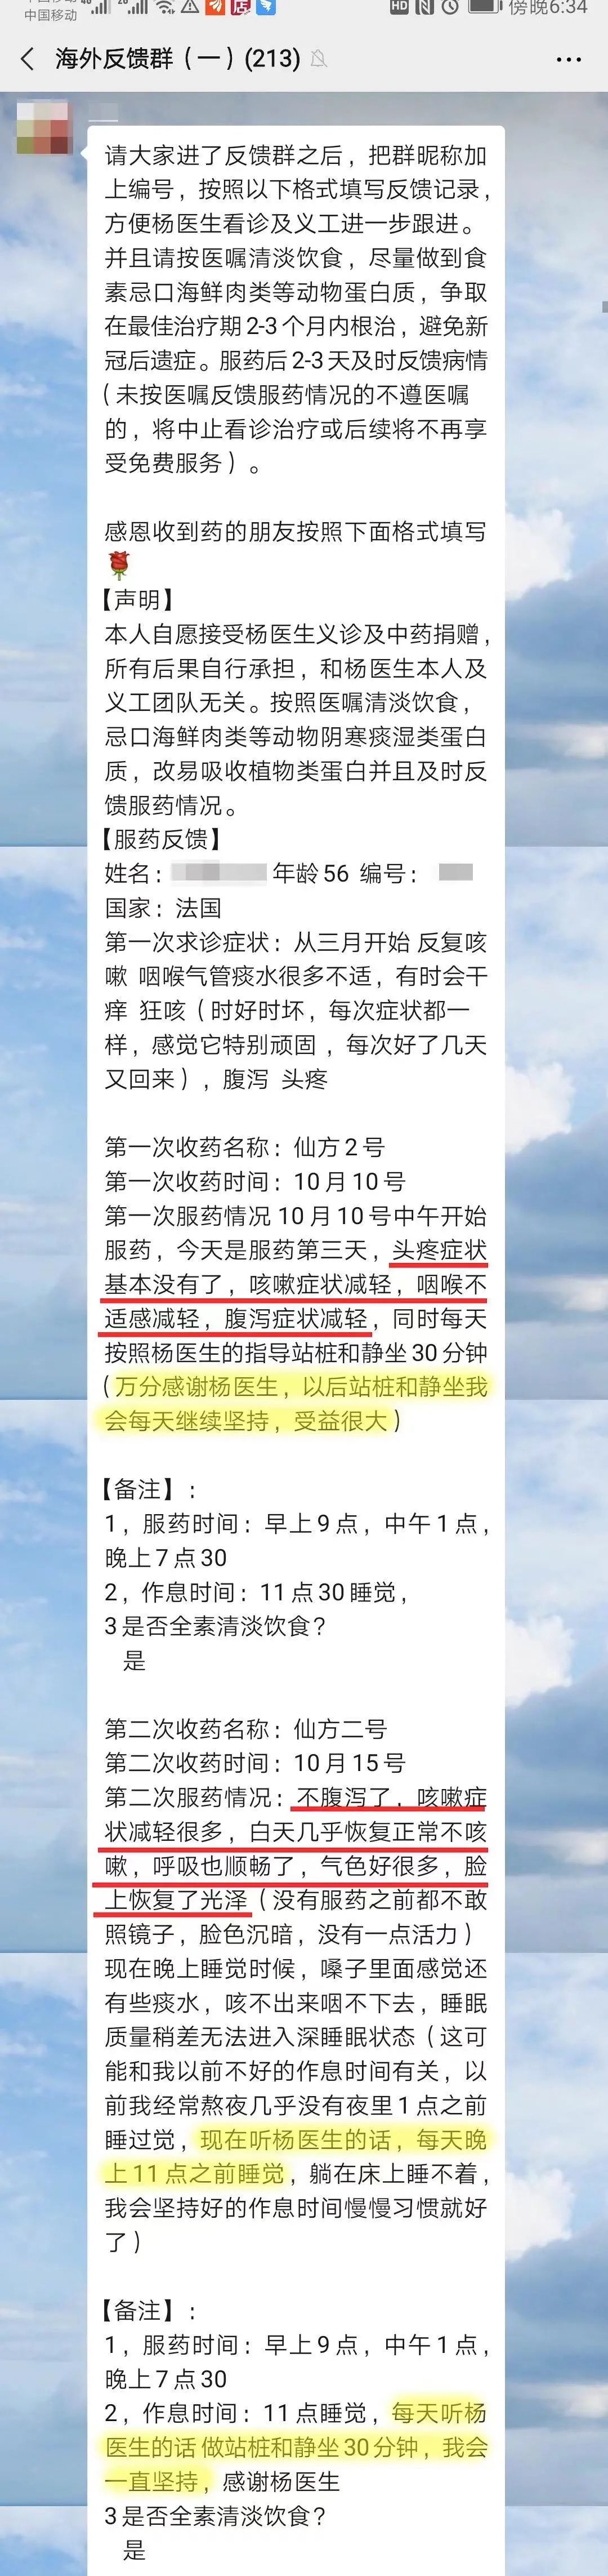 中国移动
HD
傍晚6:34
海外反馈群（一）(213)
请大家进了反馈群之后，把群昵称加
上编号，按照以下格式填写反馈记录，
方便杨医生看诊及义工进一步跟进。
并且请按医嘱清淡饮食，尽量做到食
素忌口海鲜肉类等动物蛋白质，争取
在最佳治疗期2-3个月内根治，避免新
冠后遗症。服药后2-3天及时反馈病情
（未按医嘱反馈服药情况的不遵医嘱
的，将中止看诊治疗或后续将不再享
受免费服务）。
感恩收到药的朋友按照下面格式填写
🌹
【声明】
本人自愿接受杨医生义诊及中药捐赠，
所有后果自行承担，和杨医生本人及
义工团队无关。按照医嘱清淡饮食，
忌口海鲜肉类等动物阴寒痰湿类蛋白
质，改易吸收植物类蛋白并且及时反
馈服药情况。
【服药反馈】
姓名： 年龄56 编号：
国家：法国
第一次求诊症状：从三月开始 反复咳
嗽 咽喉气管痰水很多不适，有时会干
痒 狂咳（时好时坏，每次症状都一
样，感觉它特别顽固，每次好了几天
又回来），腹泻 头疼
第一次收药名称：仙方2号
第一次收药时间：10月10号
第一次服药情况 10月10号中午开始
服药，今天是服药第三天，头疼症状
基本没有了，咳嗽症状减轻，咽喉不
适感减轻，腹泻症状减轻，同时每天
按照杨医生的指导站桩和静坐30分钟
（万分感谢杨医生，以后站桩和静坐我
会每天继续坚持，受益很大）
【备注】：
1，服药时间：早上9点，中午1点，
晚上7点30
2，作息时间：11点30睡觉，
3是否全素清淡饮食？
是
第二次收药名称：仙方二号
第二次收药时间：10月15号
第二次服药情况：不腹泻了，咳嗽症
状减轻很多，白天几乎恢复正常不咳
嗽，呼吸也顺畅了，气色好很多，脸
上恢复了光泽（没有服药之前都不敢
照镜子，脸色沉暗，没有一点活力）
现在晚上睡觉时候，嗓子里面感觉还
有些痰水，咳不出来咽不下去，睡眠
质量稍差无法进入深睡眠状态（这可
能和我以前不好的作息时间有关，以
前我经常熬夜几乎没有夜里1点之前
睡过觉，现在听杨医生的话，每天晚
上11点之前睡觉，躺在床上睡不着，
我会坚持好的作息时间慢慢习惯就好
了）
【备注】：
1，服药时间：早上9点，中午1点，
晚上7点30
2，作息时间：11点睡觉，每天听杨
医生的话 做站桩和静坐30分钟，我会
一直坚持，感谢杨医生
3是否全素清淡饮食？
是